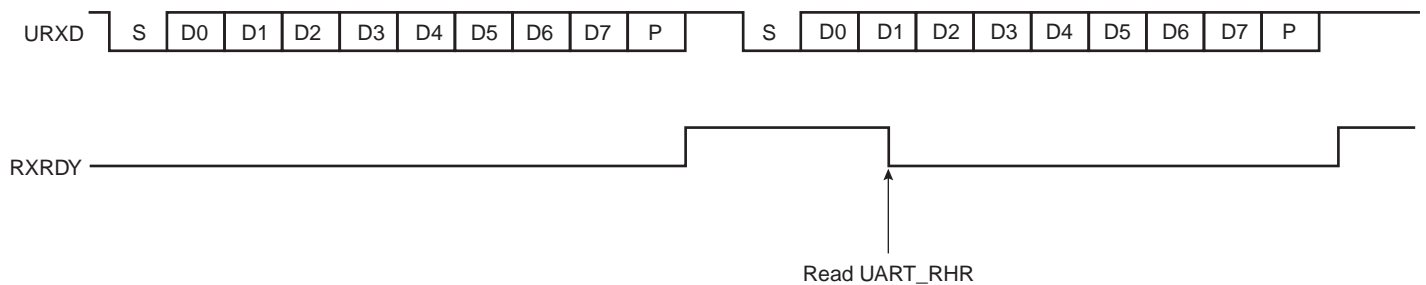 URXD S D0 D1 D2 D3 D4 D5 D6 D7 P S D0 D1 D2 D3 D4 D5 D6 D7 P
RXRDY
Read UART_RHR